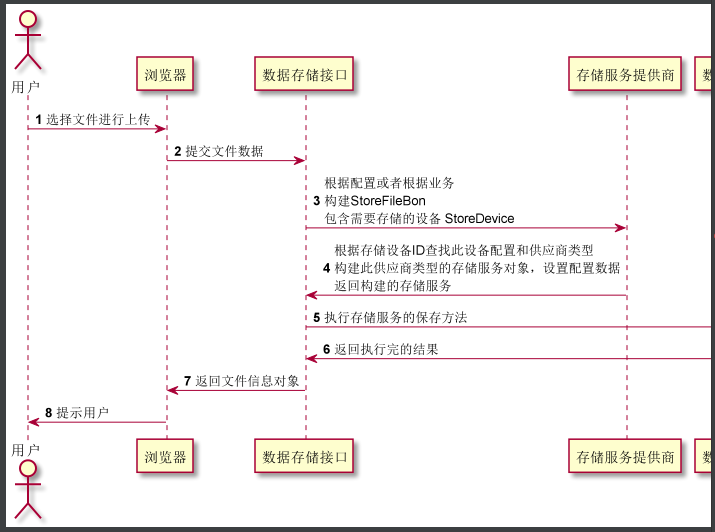 用户
浏览器
数据存储接口
存储服务提供商
数
1 选择文件进行上传
2 提交文件数据
根据配置或者根据业务
3 构建StoreFileBon
包含需要存储的设备 StoreDevice
根据存储设备ID查找此设备配置和供应商类型
4 构建此供应商类型的存储服务对象，设置配置数据
返回构建的存储服务
5 执行存储服务的保存方法
6 返回执行完的结果
7 返回文件信息对象
8 提示用户
用户
浏览器
数据存储接口
存储服务提供商
数